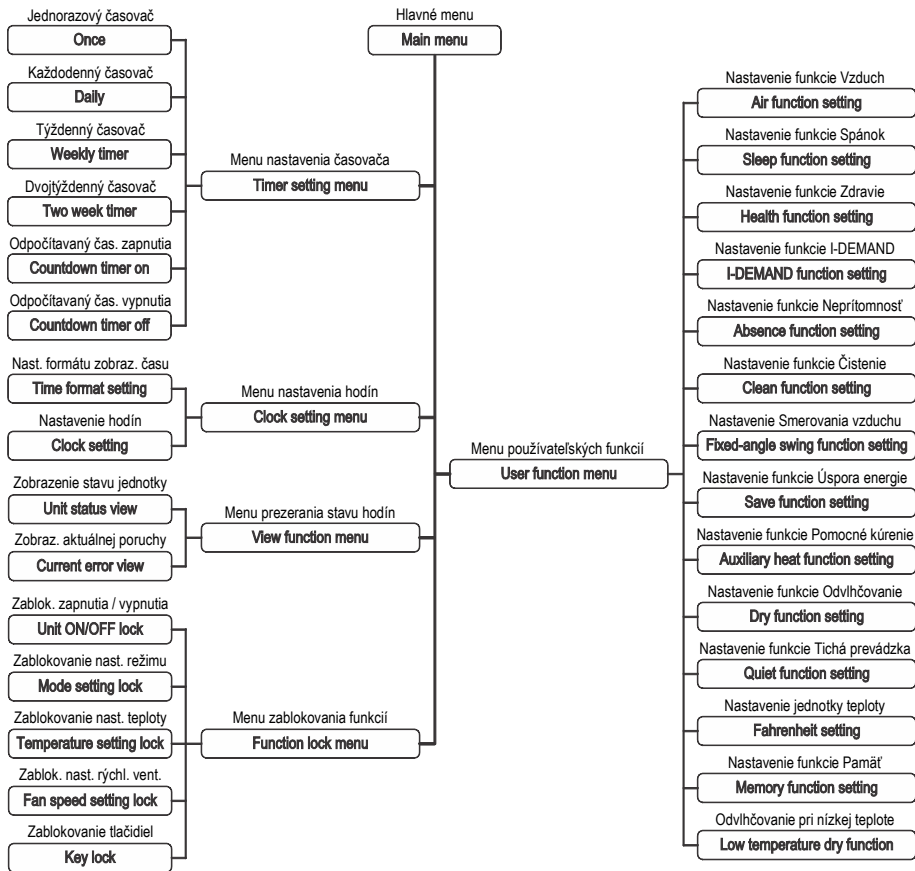 Hlavné menu
Main menu
Jednorazový časovač
Once
Každodenný časovač
Daily
Týždenný časovač
Weekly timer
Dvojtýždenný časovač
Two week timer
Odpočítavaný čas. zapnutia
Countdown timer on
Odpočítavaný čas. vypnutia
Countdown timer off
Menu nastavenia časovača
Timer setting menu
Nast. formátu zobraz. času
Time format setting
Nastavenie hodín
Clock setting
Menu nastavenia hodín
Clock setting menu
Zobrazenie stavu jednotky
Unit status view
Zobraz. aktuálnej poruchy
Current error view
Menu prezerania stavu hodín
View function menu
Zablok. zapnutia / vypnutia
Unit ON/OFF lock
Zablokovanie nast. režimu
Mode setting lock
Zablokovanie nast. teploty
Temperature setting lock
Zablok. nast. rýchl. vent.
Fan speed setting lock
Zablokovanie tlačidiel
Key lock
Menu zablokovania funkcií
Function lock menu
Menu používateľských funkcií
User function menu
Nastavenie funkcie Vzduch
Air function setting
Nastavenie funkcie Spánok
Sleep function setting
Nastavenie funkcie Zdravie
Health function setting
Nastavenie funkcie I-DEMAND
I-DEMAND function setting
Nastavenie funkcie Neprítomnosť
Absence function setting
Nastavenie funkcie Čistenie
Clean function setting
Nastavenie Smerovania vzduchu
Fixed-angle swing function setting
Nastavenie funkcie Úspora energie
Save function setting
Nastavenie funkcie Pomocné kúrenie
Auxiliary heat function setting
Nastavenie funkcie Odvlhčovanie
Dry function setting
Nastavenie funkcie Tichá prevádzka
Quiet function setting
Nastavenie jednotky teploty
Fahrenheit setting
Nastavenie funkcie Pamäť
Memory function setting
Odvlhčovanie pri nízkej teplote
Low temperature dry function